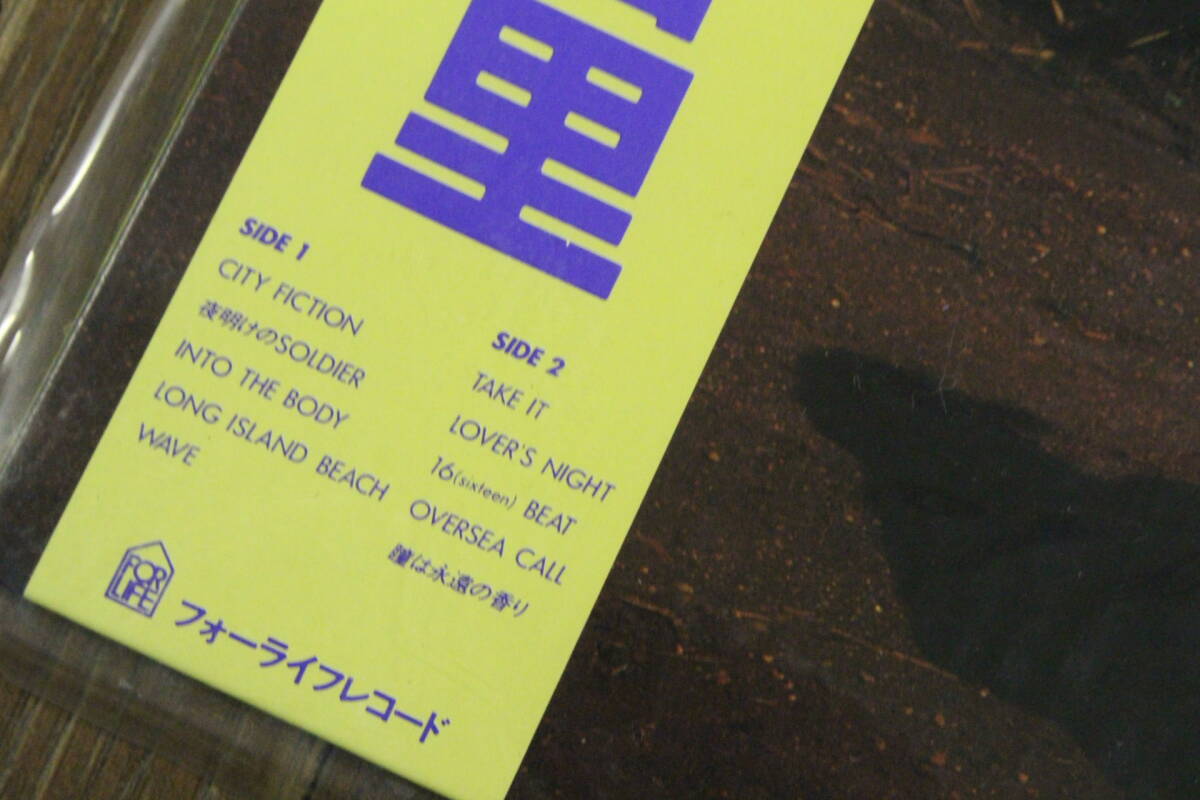 里
SIDE 1
CITY FICTION
夜明けのSOLDIER
INTO THE BODY
LONG ISLAND BEACH
WAVE
SIDE 2
TAKE IT
LOVER'S NIGHT
16(sixteen) BEAT
OVERSEA CALL
瞳は永遠の香り
FOR LIFE
フォーライフレコード